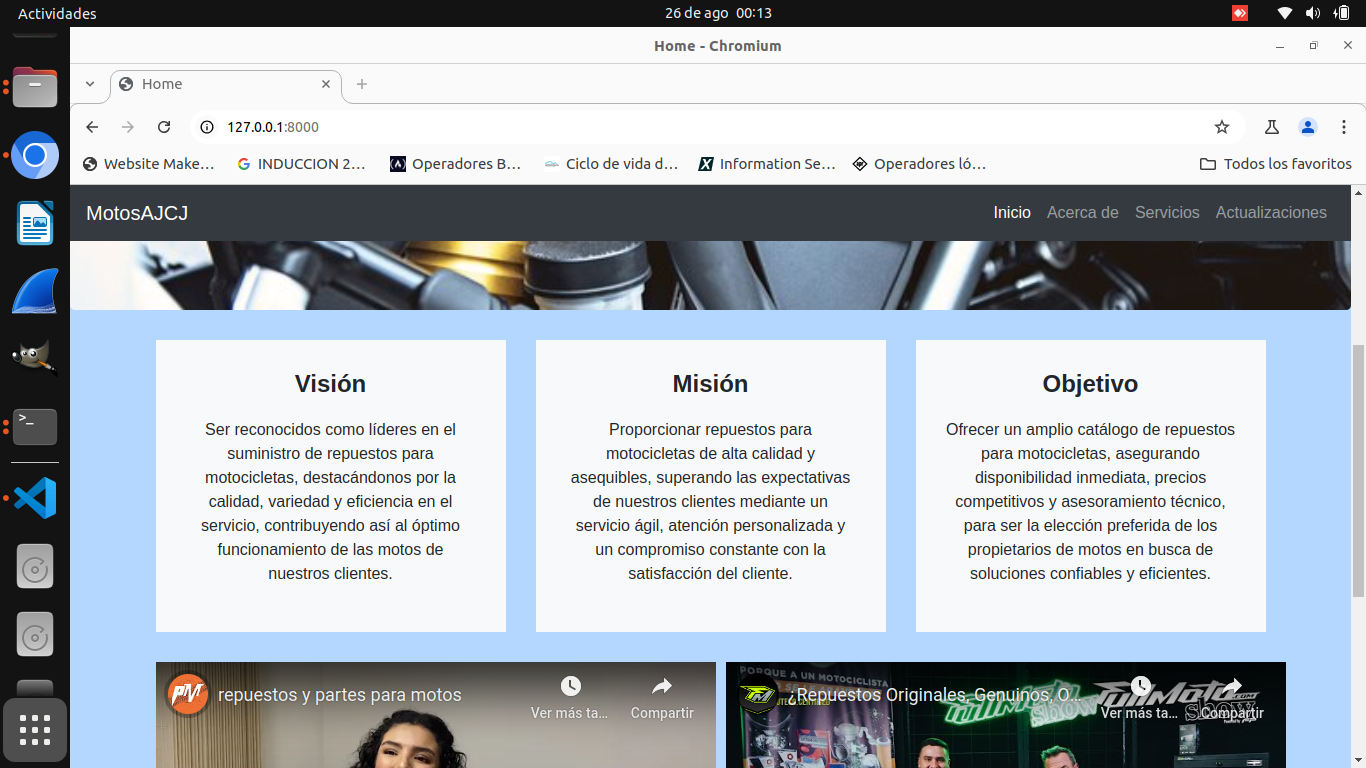 Actividades
26 de ago 00:13
Home - Chromium
Home
127.0.0.1:8000
Website Make...
INDUCCION 2...
Operadores B...
Ciclo de vida d...
Information Se...
Operadores ló...
Todos los favoritos
MotosAJCJ
Inicio
Acerca de
Servicios
Actualizaciones
Visión
Ser reconocidos como líderes en el
suministro de repuestos para
motocicletas, destacándonos por la
calidad, variedad y eficiencia en el
servicio, contribuyendo así al óptimo
funcionamiento de las motos de
nuestros clientes.
Misión
Proporcionar repuestos para
motocicletas de alta calidad y
asequibles, superando las expectativas
de nuestros clientes mediante un
servicio ágil, atención personalizada y
un compromiso constante con la
satisfacción del cliente.
Objetivo
Ofrecer un amplio catálogo de repuestos
para motocicletas, asegurando
disponibilidad inmediata, precios
competitivos y asesoramiento técnico,
para ser la elección preferida de los
propietarios de motos en busca de
soluciones confiables y eficientes.
PM
repuestos y partes para motos
Ver más ta...
Compartir
PORQUE A UN MOTOCICLISTA
¿Repuestos Originales, Genuinos, O...
Ver más ta...
Compartir
FullMoto.com
show